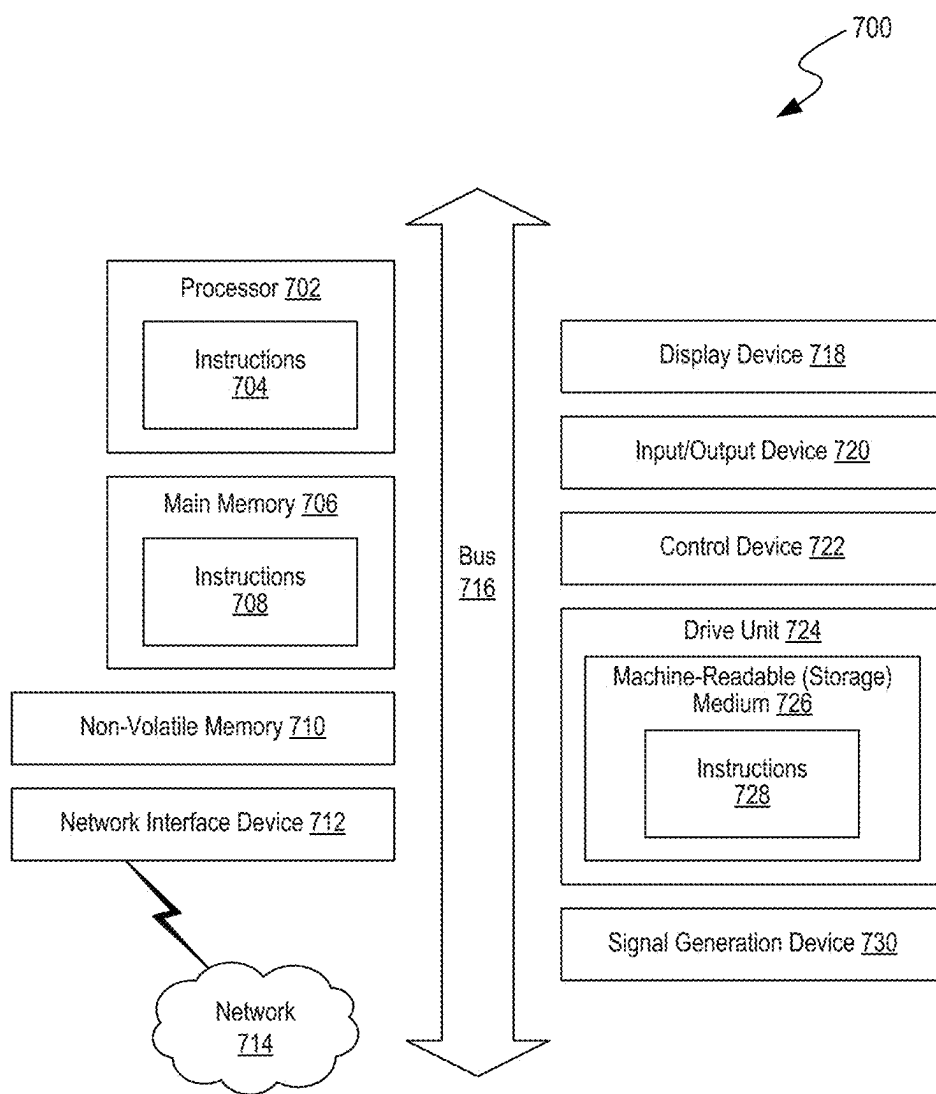 700
Processor 702
Instructions
704
Main Memory 706
Instructions
708
Non-Volatile Memory 710
Network Interface Device 712
Network
714
Bus
716
Display Device 718
Input/Output Device 720
Control Device 722
Drive Unit 724
Machine-Readable (Storage)
Medium 726
Instructions
728
Signal Generation Device 730